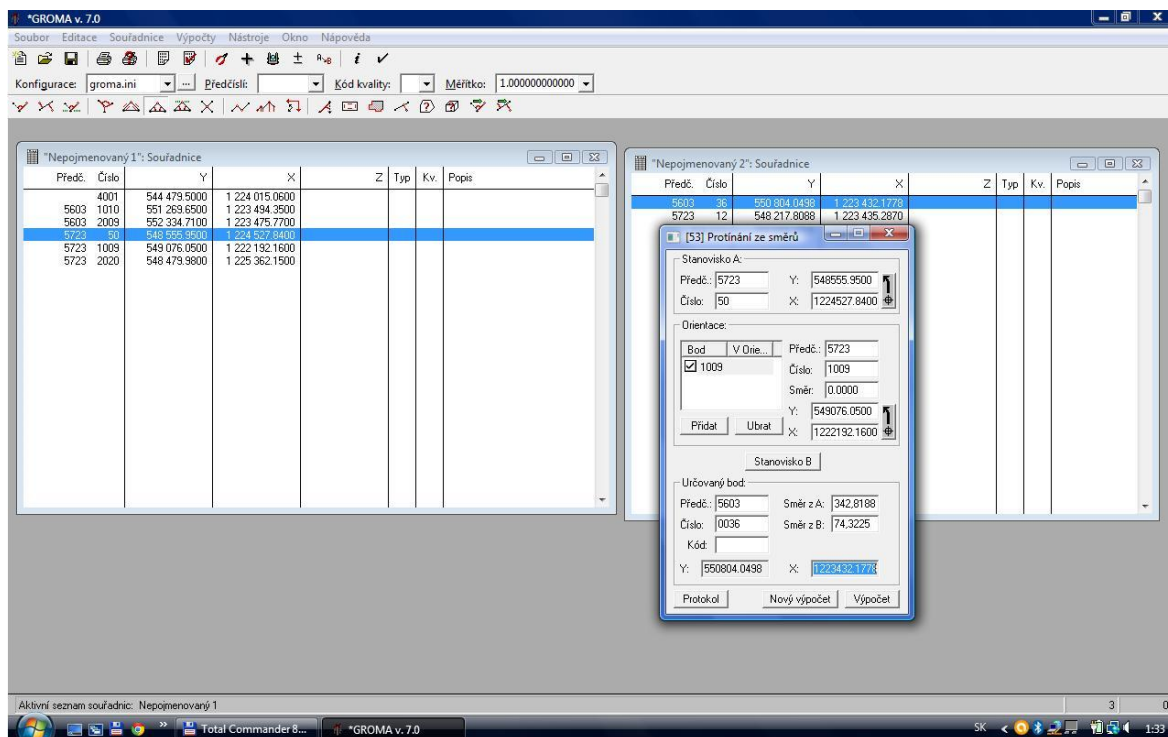 *GROMA v. 7.0
Soubor Editace Souřadnice Výpočty Nástroje Okno Nápověda
Konfigurace: groma.ini Předčíslí: Kód kvality: Měřítko: 1.000000000000
"Nepojmenovaný 1": Souřadnice
Předč. Číslo Y X Z Typ Kv. Popis
4001 544 479.5000 1 224 015.0600
5603 1010 551 269.6500 1 223 494.3500
5603 2009 552 334.7100 1 223 475.7700
5723 50 548 555.9500 1 224 527.8400
5723 1009 549 076.0500 1 222 192.1600
5723 2020 548 479.9800 1 225 362.1500
"Nepojmenovaný 2": Souřadnice
Předč. Číslo Y X Z Typ Kv. Popis
5603 36 550 804.0498 1 223 432.1778
5723 12 548 217.8088 1 223 435.2870
[53] Protínání ze směrů
Stanovisko A:
Předč.: 5723 Y: 548555.9500
Číslo: 50 X: 1224527.8400
Orientace:
Bod V Orie...
1009
Předč.: 5723
Číslo: 1009
Směr: 0.0000
Y: 549076.0500
X: 1222192.1600
Přidat Ubrat
Stanovisko B
Určovaný bod:
Předč.: 5603 Směr z A: 342,8188
Číslo: 0036 Směr z B: 74,3225
Kód:
Y: 550804.0498 X: 1223432.1778
Protokol Nový výpočet Výpočet
Aktivní seznam souřadnic: Nepojmenovaný 1 3 0
Total Commander 8... *GROMA v. 7.0 SK 1:33